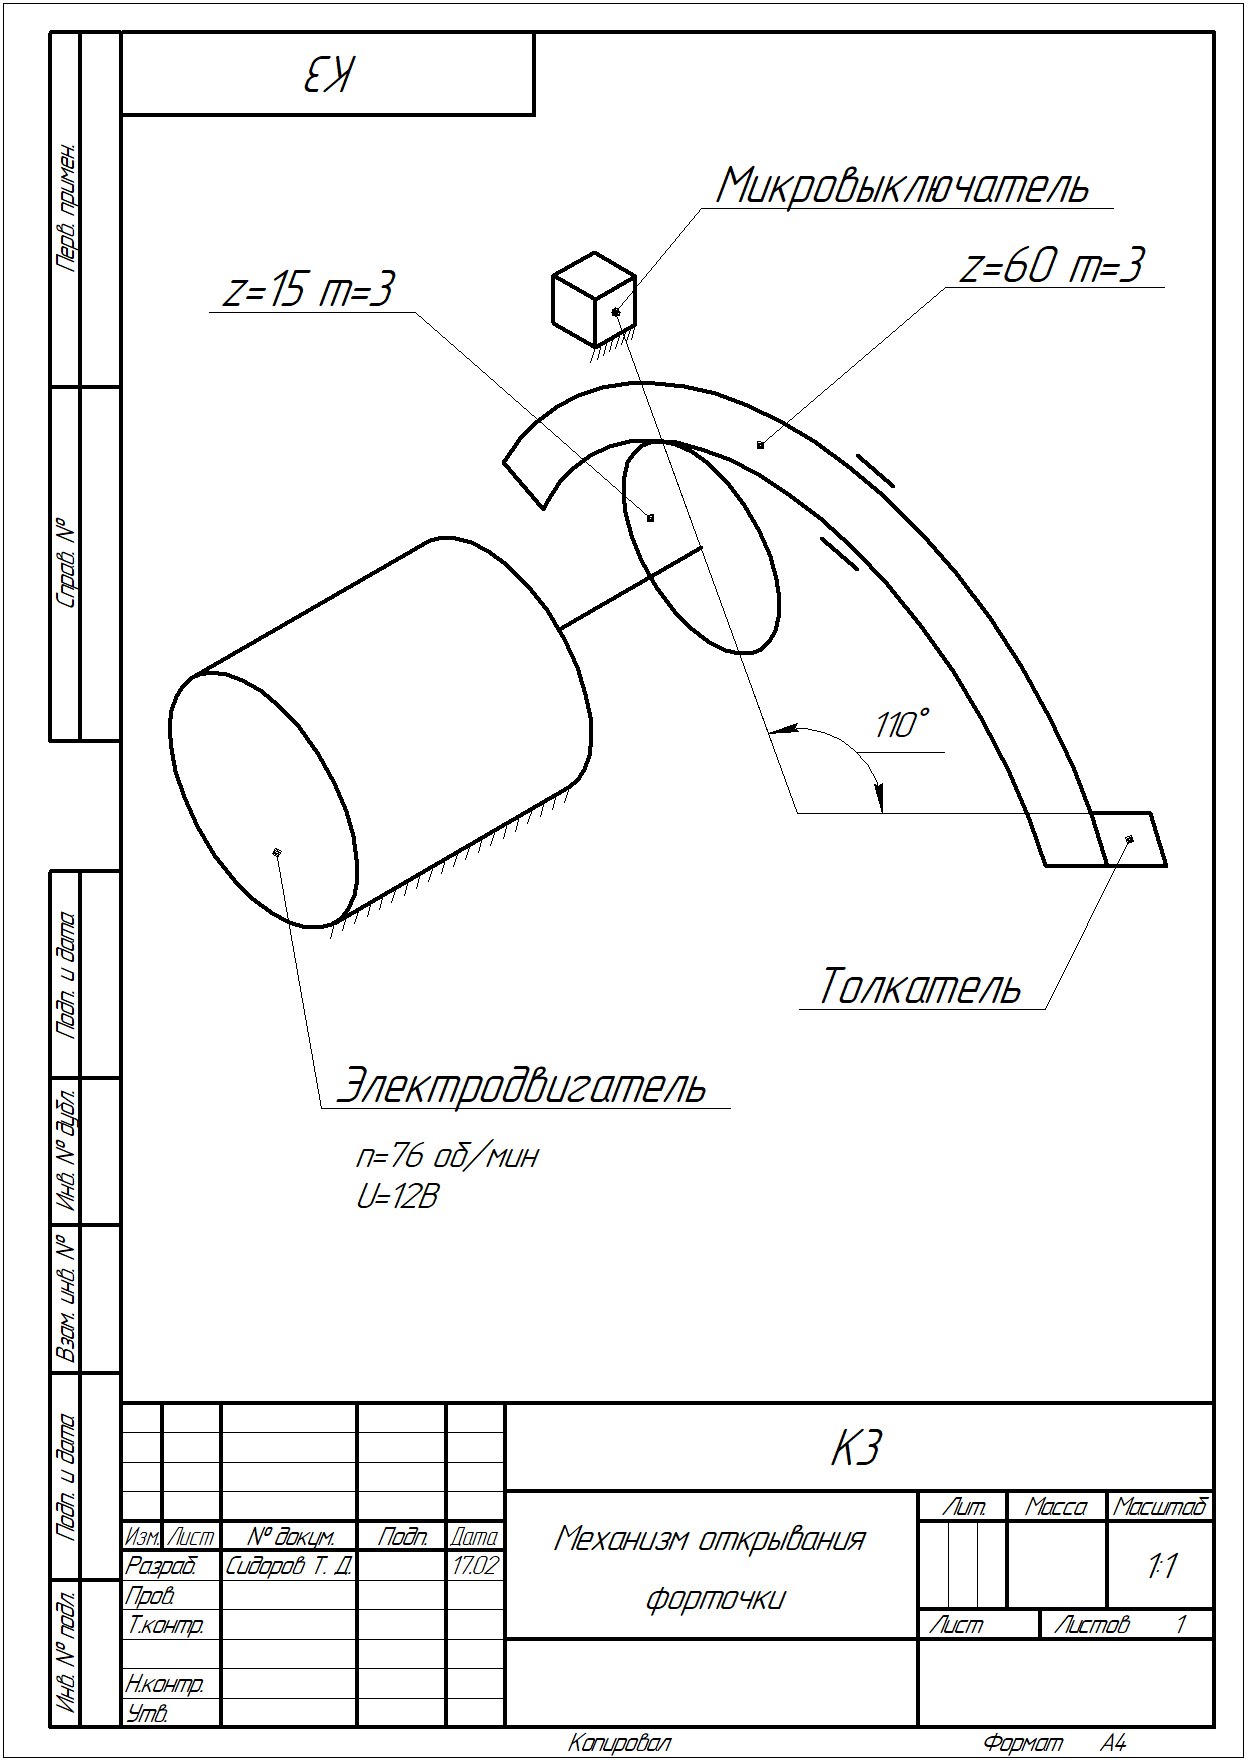 К3
Микровыключатель
z=15 m=3
z=60 m=3
110°
Толкатель
Электродвигатель
n=76 об/мин
U=12В
Перв. примен.
Справ. №
Подп. и дата
Инв. № дубл.
Взам. инв. №
Подп. и дата
Инв. № подл.
К3
Изм. Лист № докум. Подп. Дата
Разраб. Сидоров Т. Д. 17.02
Пров.
Т.контр.
Н.контр.
Утв.
Механизм открывания
форточки
Лит. Масса Масштаб
1:1
Лист Листов 1
Копировал Формат А4